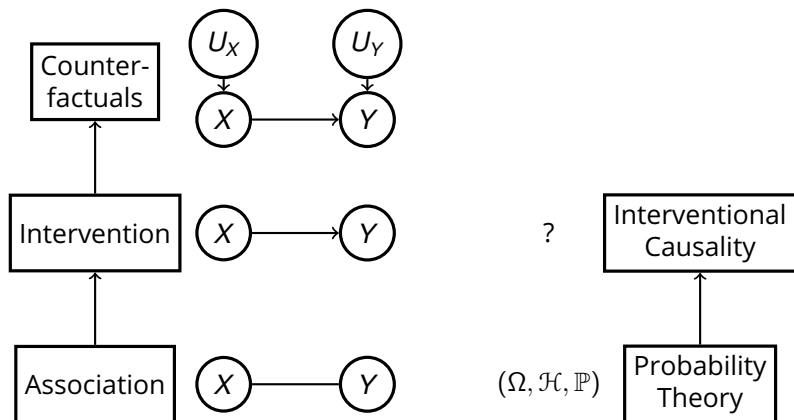 U_X U_Y
Counter-
factuals
X Y
Intervention X Y ? Interventional
Causality
Association X Y (Ω, ℋ, ℙ) Probability
Theory